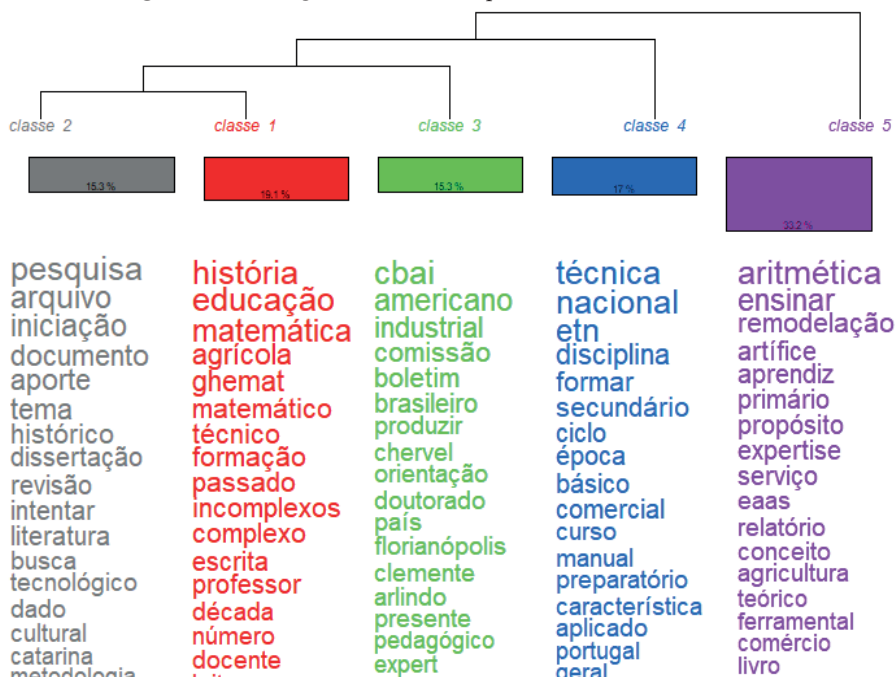 classe 2
classe 1
classe 3
classe 4
classe 5
15.3 %
19.1 %
15.3 %
17 %
33.2 %
pesquisa
arquivo
iniciação
documento
aporte
tema
histórico
dissertação
revisão
intentar
literatura
busca
tecnológico
dado
cultural
catarina
metodologia
história
educação
matemática
agrícola
ghemat
matemático
técnico
formação
passado
incomplexos
complexo
escrita
professor
década
número
docente
cbai
americano
industrial
comissão
boletim
brasileiro
produzir
chervel
orientação
doutorado
país
florianópolis
clemente
arlindo
presente
pedagógico
expert
técnica
nacional
etn
disciplina
formar
secundário
ciclo
época
básico
comercial
curso
manual
preparatório
característica
aplicado
portugal
geral
aritmética
ensinar
remodelação
artífice
aprendiz
primário
propósito
expertise
serviço
eaas
relatório
conceito
agricultura
teórico
ferramental
comércio
livro